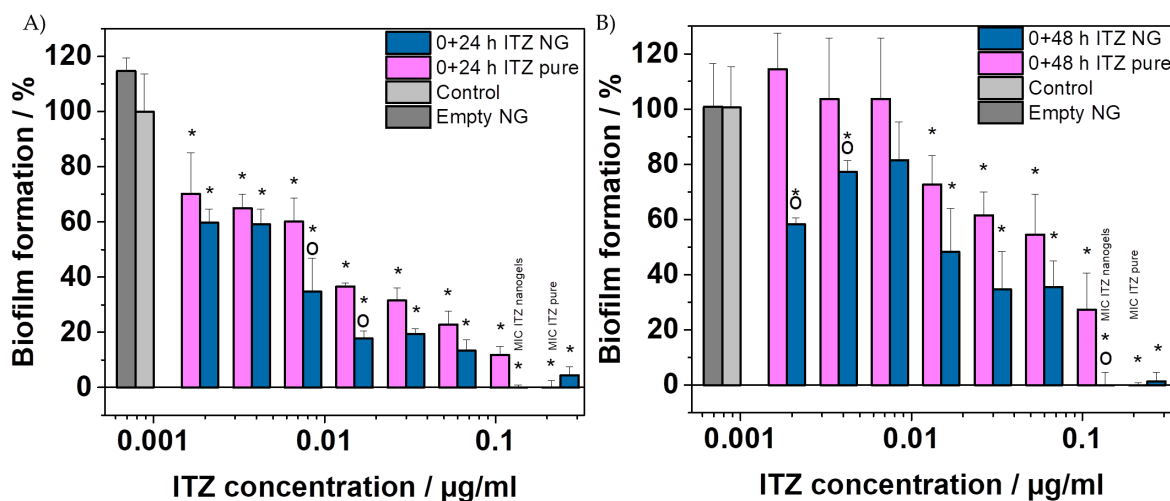 A)
0+24 h ITZ NG
0+24 h ITZ pure
Control
Empty NG
120
100
80
60
40
20
0
Biofilm formation / %
*
*
*
*
*
O
*
O
*
*
*
*
*
*
*
*
*
MIC ITZ nanogels
MIC ITZ pure
0.001
0.01
0.1
ITZ concentration / µg/ml
B)
0+48 h ITZ NG
0+48 h ITZ pure
Control
Empty NG
120
100
80
60
40
20
0
Biofilm formation / %
*
O
*
O
*
*
*
*
*
*
*
*
O
*
*
MIC ITZ nanogels
MIC ITZ pure
0.001
0.01
0.1
ITZ concentration / µg/ml